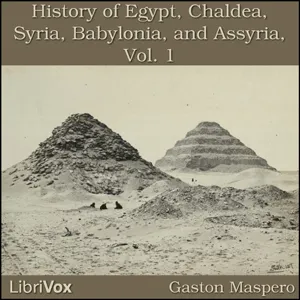 History of Egypt, Chaldea,
Syria, Babylonia, and Assyria,
Vol. 1
LibriVox
Gaston Maspero